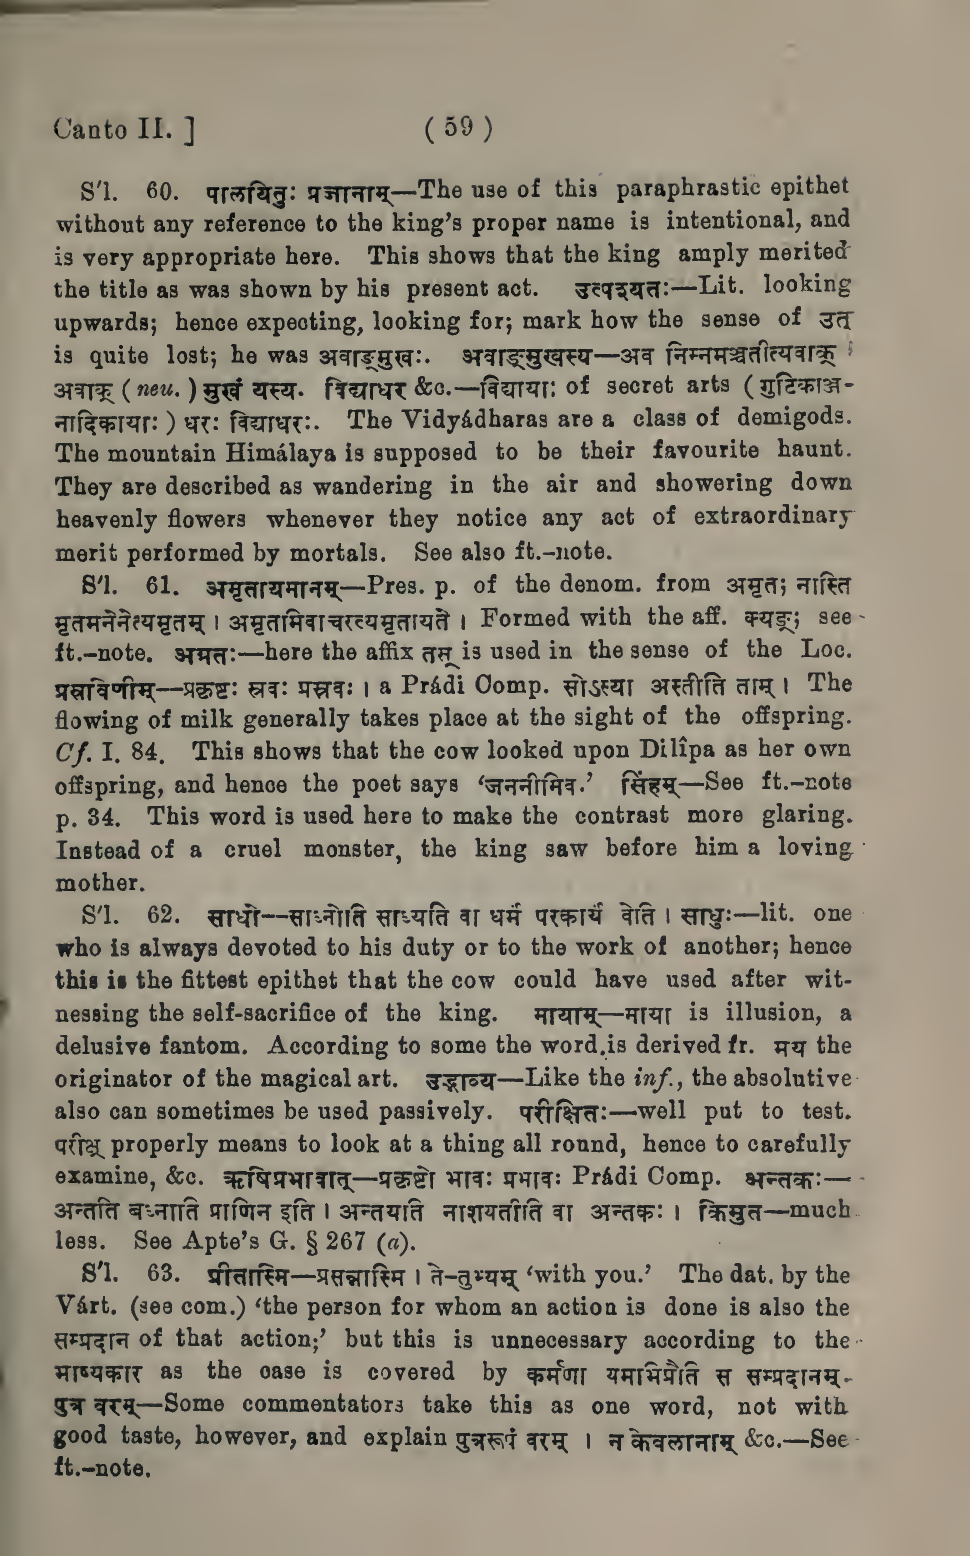 Canto II. ] ( 59 )
S'l. 60. पालयितुः प्रजानाम्—The use of this paraphrastic epithet
without any reference to the king's proper name is intentional, and
is very appropriate here. This shows that the king amply merited
the title as was shown by his present act. उत्पश्यतः—Lit. looking
upwards; hence expecting, looking for; mark how the sense of उत्
is quite lost; he was अवाङ्मुखः. अवाङ्मुखस्य—अव निम्नमञ्चतीत्यवाक्
अवाक् ( neu. ) मुखं यस्य. विद्याधर &c.—विद्यायाः of secret arts ( गुटिकाञ्ज-
नादिकायाः ) धरः विद्याधरः. The Vidyádharas are a class of demigods.
The mountain Himálaya is supposed to be their favourite haunt.
They are described as wandering in the air and showering down
heavenly flowers whenever they notice any act of extraordinary
merit performed by mortals. See also ft.-note.
S'l. 61. अमृतायमानम्—Pres. p. of the denom. from अमृत; नास्ति
मृतमनेनेत्यमृतम् । अमृतमिवाचरत्यमृतायते । Formed with the aff. क्यङ्; see
ft.-note. अग्रतः—here the affix तस् is used in the sense of the Loc.
प्रस्रविणीम्—प्रकृष्टः स्रवः प्रस्रवः । a Prádi Comp. सोऽस्या अस्तीति ताम् । The
flowing of milk generally takes place at the sight of the offspring.
Cf. I. 84. This shows that the cow looked upon Dilîpa as her own
offspring, and hence the poet says ‘जननीमिव.’ सिंहम्—See ft.-note
p. 34. This word is used here to make the contrast more glaring.
Instead of a cruel monster, the king saw before him a loving
mother.
S'l. 62. साधो--साध्नोति साध्यति वा धर्मं परकार्यं वेति । साधुः—lit. one
who is always devoted to his duty or to the work of another; hence
this is the fittest epithet that the cow could have used after wit-
nessing the self-sacrifice of the king. मायाम्—माया is illusion, a
delusive fantom. According to some the word is derived fr. मय the
originator of the magical art. उद्भाव्य—Like the inf., the absolutive
also can sometimes be used passively. परीक्षितः—well put to test.
परीक्ष् properly means to look at a thing all round, hence to carefully
examine, &c. ऋषिप्रभावात्—प्रकृष्टो भावः प्रभावः Prádi Comp. अन्तकः—
अन्तति बध्नाति प्राणिन इति । अन्तयति नाशयतीति वा अन्तकः । किमुत—much
less. See Apte's G. § 267 (a).
S'l. 63. प्रीतास्मि—प्रसन्नास्मि । ते-तुभ्यम् ‘with you.’ The dat. by the
Várt. (see com.) ‘the person for whom an action is done is also the
सम्प्रदान of that action;’ but this is unnecessary according to the
भाष्यकार as the case is covered by कर्मणा यमभिप्रैति स सम्प्रदानम्.
पुत्र वरम्—Some commentators take this as one word, not with
good taste, however, and explain पुत्ररूपं वरम् । न केवलानाम् &c.—See
ft.-note.